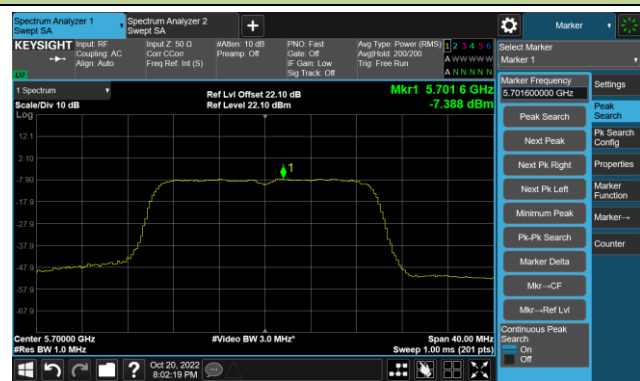 Spectrum Analyzer 1
Swept SA
Spectrum Analyzer 2
Swept SA
Marker
KEYSIGHT
Input: RF
Coupling: AC
Align: Auto
Input Z: 50 Ω
Corr CCorr
Freq Ref: Int (S)
#Atten: 10 dB
Preamp: Off
PNO: Fast
Gate: Off
IF Gain: Low
Sig Track: Off
Avg Type: Power (RMS)
Avg|Hold: 200/200
Trig: Free Run
1 2 3 4 5 6
A W W W W W
A N N N N N
Select Marker
Marker 1
LW
1 Spectrum
Scale/Div 10 dB
Log
Ref Lvl Offset 22.10 dB
Ref Level 22.10 dBm
Mkr1 5.701 6 GHz
-7.388 dBm
12.1
2.10
-7.90
-17.9
-27.9
-37.9
-47.9
-57.9
-67.9
1
Center 5.70000 GHz
#Res BW 1.0 MHz
#Video BW 3.0 MHz*
Span 40.00 MHz
Sweep 1.00 ms (201 pts)
Marker Frequency
5.701600000 GHz
Peak Search
Next Peak
Next Pk Right
Next Pk Left
Minimum Peak
Pk-Pk Search
Marker Delta
Mkr→CF
Mkr→Ref Lvl
Continuous Peak
Search
On
Off
Settings
Peak
Search
Pk Search
Config
Properties
Marker
Function
Marker→
Counter
?
Oct 20, 2022
8:02:19 PM